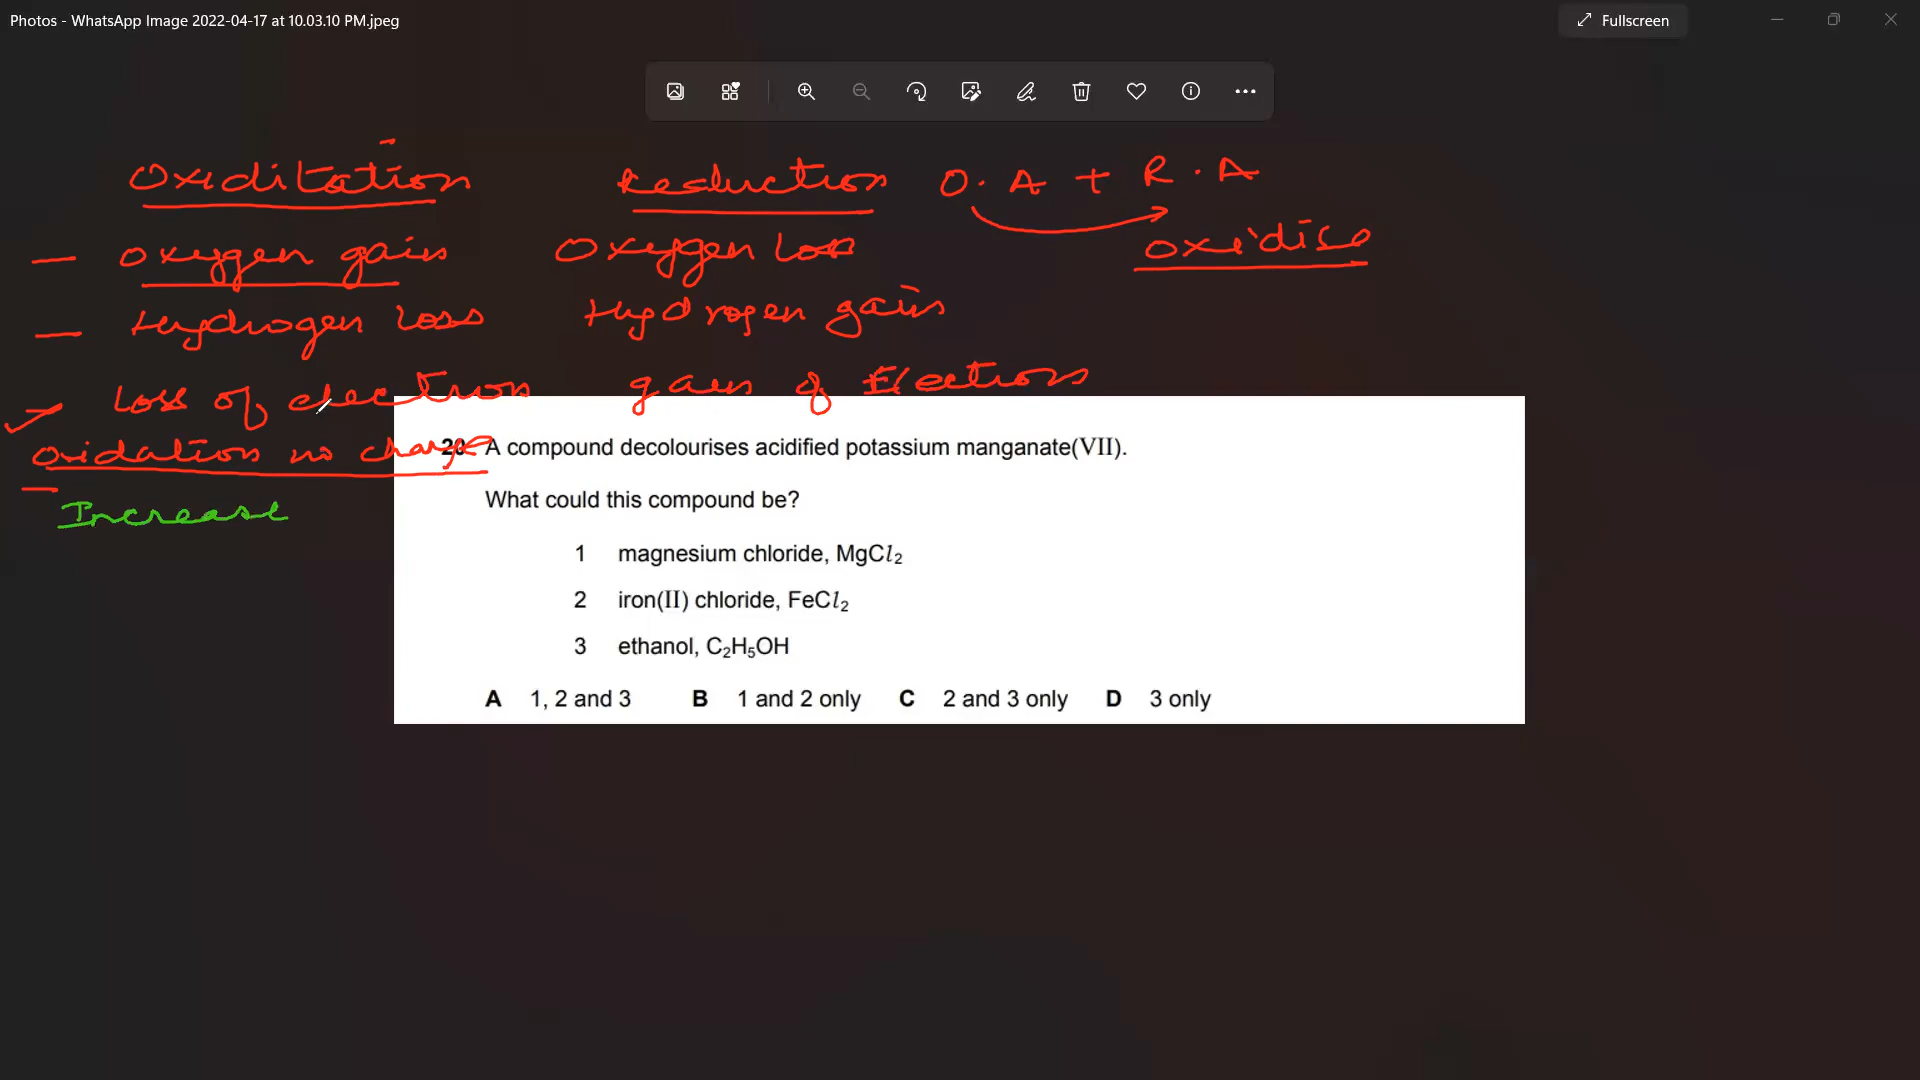 Photos - WhatsApp Image 2022-04-17 at 10.03.10 PM.jpeg
Fullscreen
Oxiditation Reduction O.A + R.A
oxidise
— oxygen gain Oxygen loss
— Hydrogen loss Hydrogen gain
loss of electron gain of Electrons
oxidation no charge
Increase
20 A compound decolourises acidified potassium manganate(VII).
What could this compound be?
1 magnesium chloride, MgCl₂
2 iron(II) chloride, FeCl₂
3 ethanol, C₂H₅OH
A 1, 2 and 3 B 1 and 2 only C 2 and 3 only D 3 only